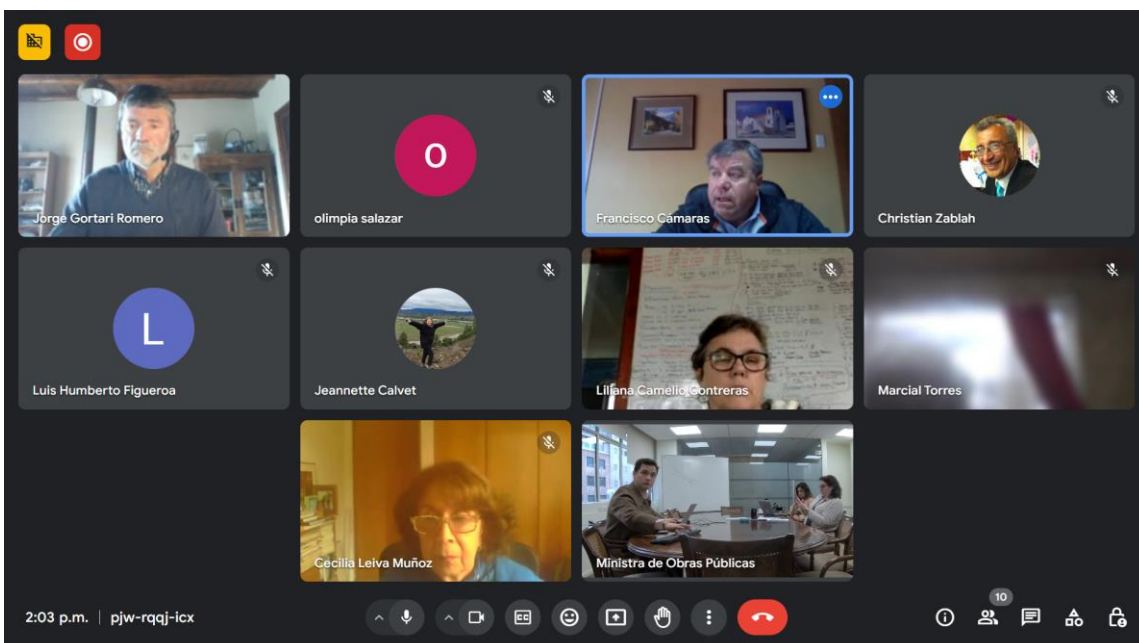 Jorge Gortari Romero
O
olimpia salazar
Francisco Cámaras
Christian Zablah
L
Luis Humberto Figueroa
Jeannette Calvet
Liliana Camelio Contreras
Marcial Torres
Cecilia Leiva Muñoz
Ministra de Obras Públicas
2:03 p.m. | pjw-rqqj-icx
CC
10